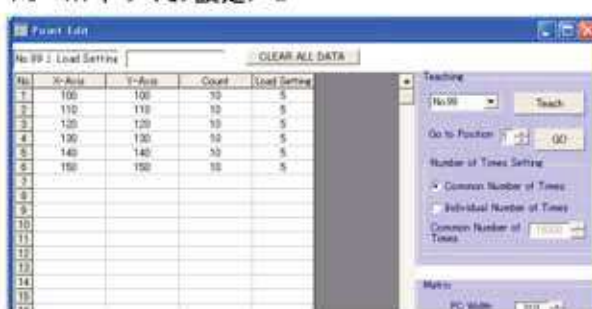 Point Edit
No.99 : Load Setting
CLEAR ALL DATA
No X-Axis Y-Axis Count Load Setting
1 100 100 10 5
2 110 110 10 5
3 120 120 10 5
4 130 130 10 5
5 140 140 10 5
6 150 150 10 5
7
8
9
10
11
12
13
14
15
Teaching
No.99 Teach
Go to Position 1 GO
Number of Times Setting
Common Number of Times
Individual Number of Times
Common Number of
Times
Matrix